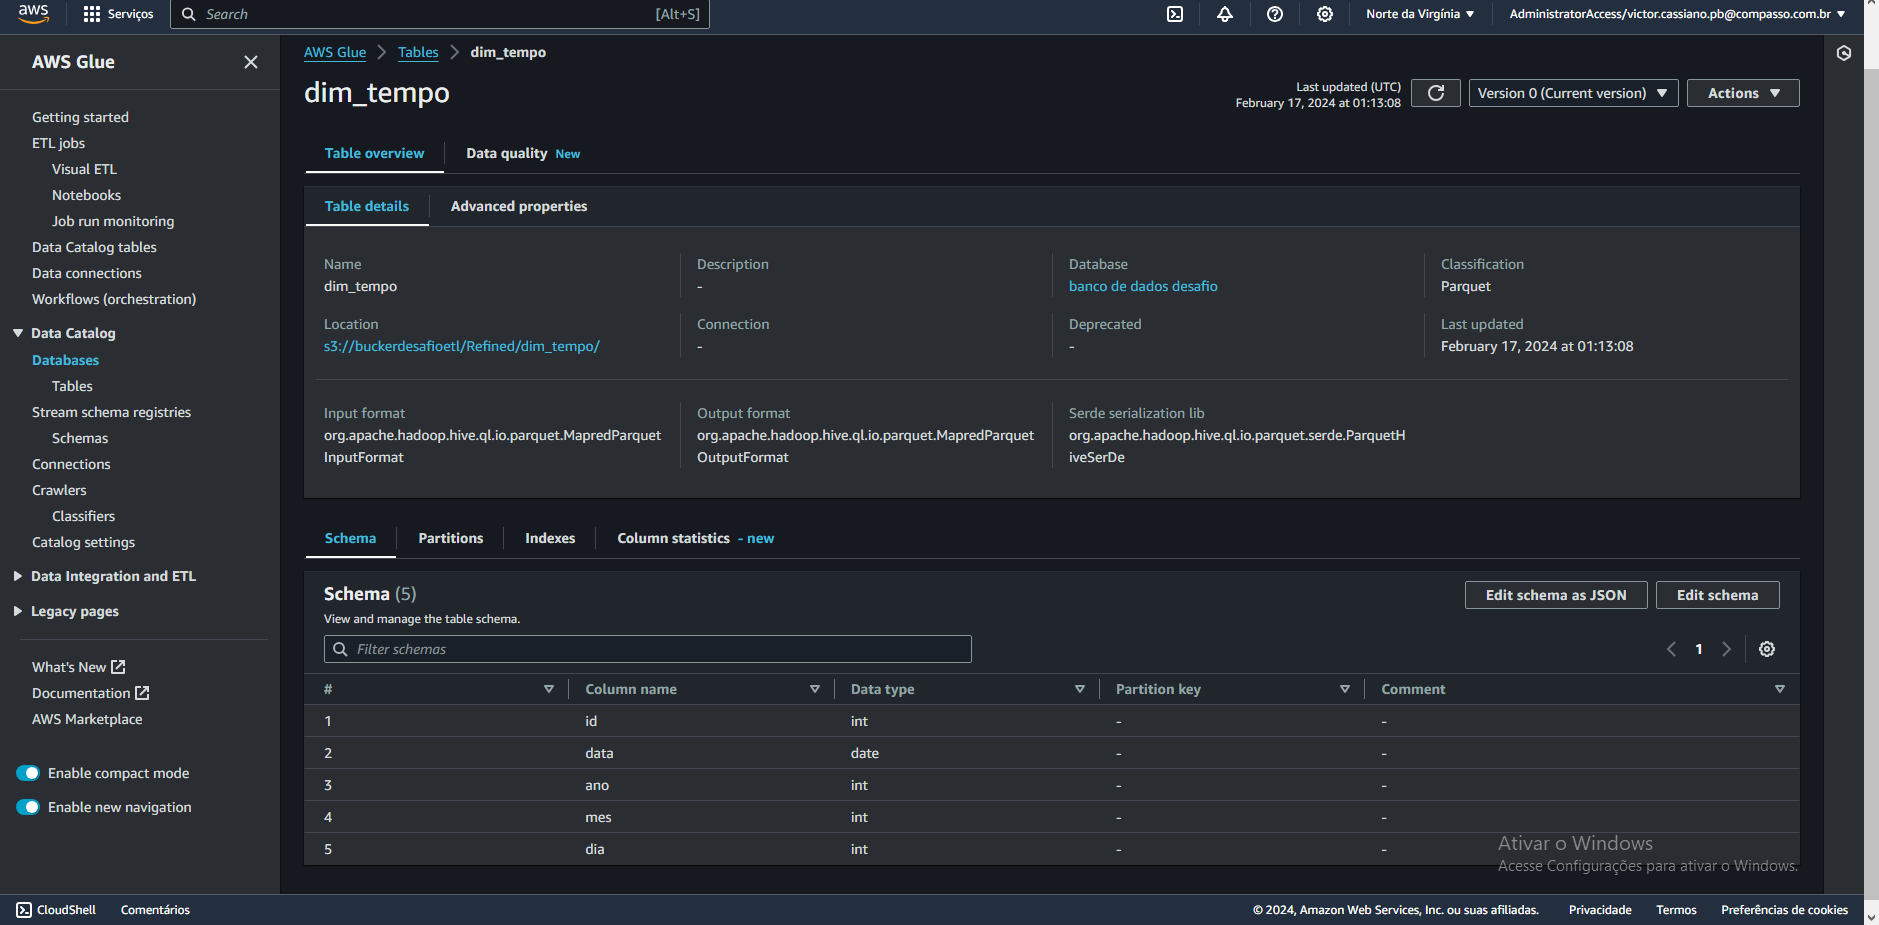 aws
Serviços
Search
[Alt+S]
Norte da Virgínia
AdministratorAccess/victor.cassiano.pb@compasso.com.br
AWS Glue
Getting started
ETL jobs
Visual ETL
Notebooks
Job run monitoring
Data Catalog tables
Data connections
Workflows (orchestration)
Data Catalog
Databases
Tables
Stream schema registries
Schemas
Connections
Crawlers
Classifiers
Catalog settings
Data Integration and ETL
Legacy pages
What's New
Documentation
AWS Marketplace
Enable compact mode
Enable new navigation
AWS Glue > Tables > dim_tempo
dim_tempo
Last updated (UTC)
February 17, 2024 at 01:13:08
Version 0 (Current version)
Actions
Table overview
Data quality New
Table details
Advanced properties
Name
dim_tempo
Description
-
Database
banco de dados desafio
Classification
Parquet
Location
s3://buckerdesafioetl/Refined/dim_tempo/
Connection
-
Deprecated
-
Last updated
February 17, 2024 at 01:13:08
Input format
org.apache.hadoop.hive.ql.io.parquet.MapredParquet
InputFormat
Output format
org.apache.hadoop.hive.ql.io.parquet.MapredParquet
OutputFormat
Serde serialization lib
org.apache.hadoop.hive.ql.io.parquet.serde.ParquetH
iveSerDe
Schema
Partitions
Indexes
Column statistics - new
Schema (5)
View and manage the table schema.
Edit schema as JSON
Edit schema
Filter schemas
1
# Column name Data type Partition key Comment
1 id int - -
2 data date - -
3 ano int - -
4 mes int - -
5 dia int - -
Ativar o Windows
Acesse Configurações para ativar o Windows.
CloudShell
Comentários
© 2024, Amazon Web Services, Inc. ou suas afiliadas.
Privacidade
Termos
Preferências de cookies